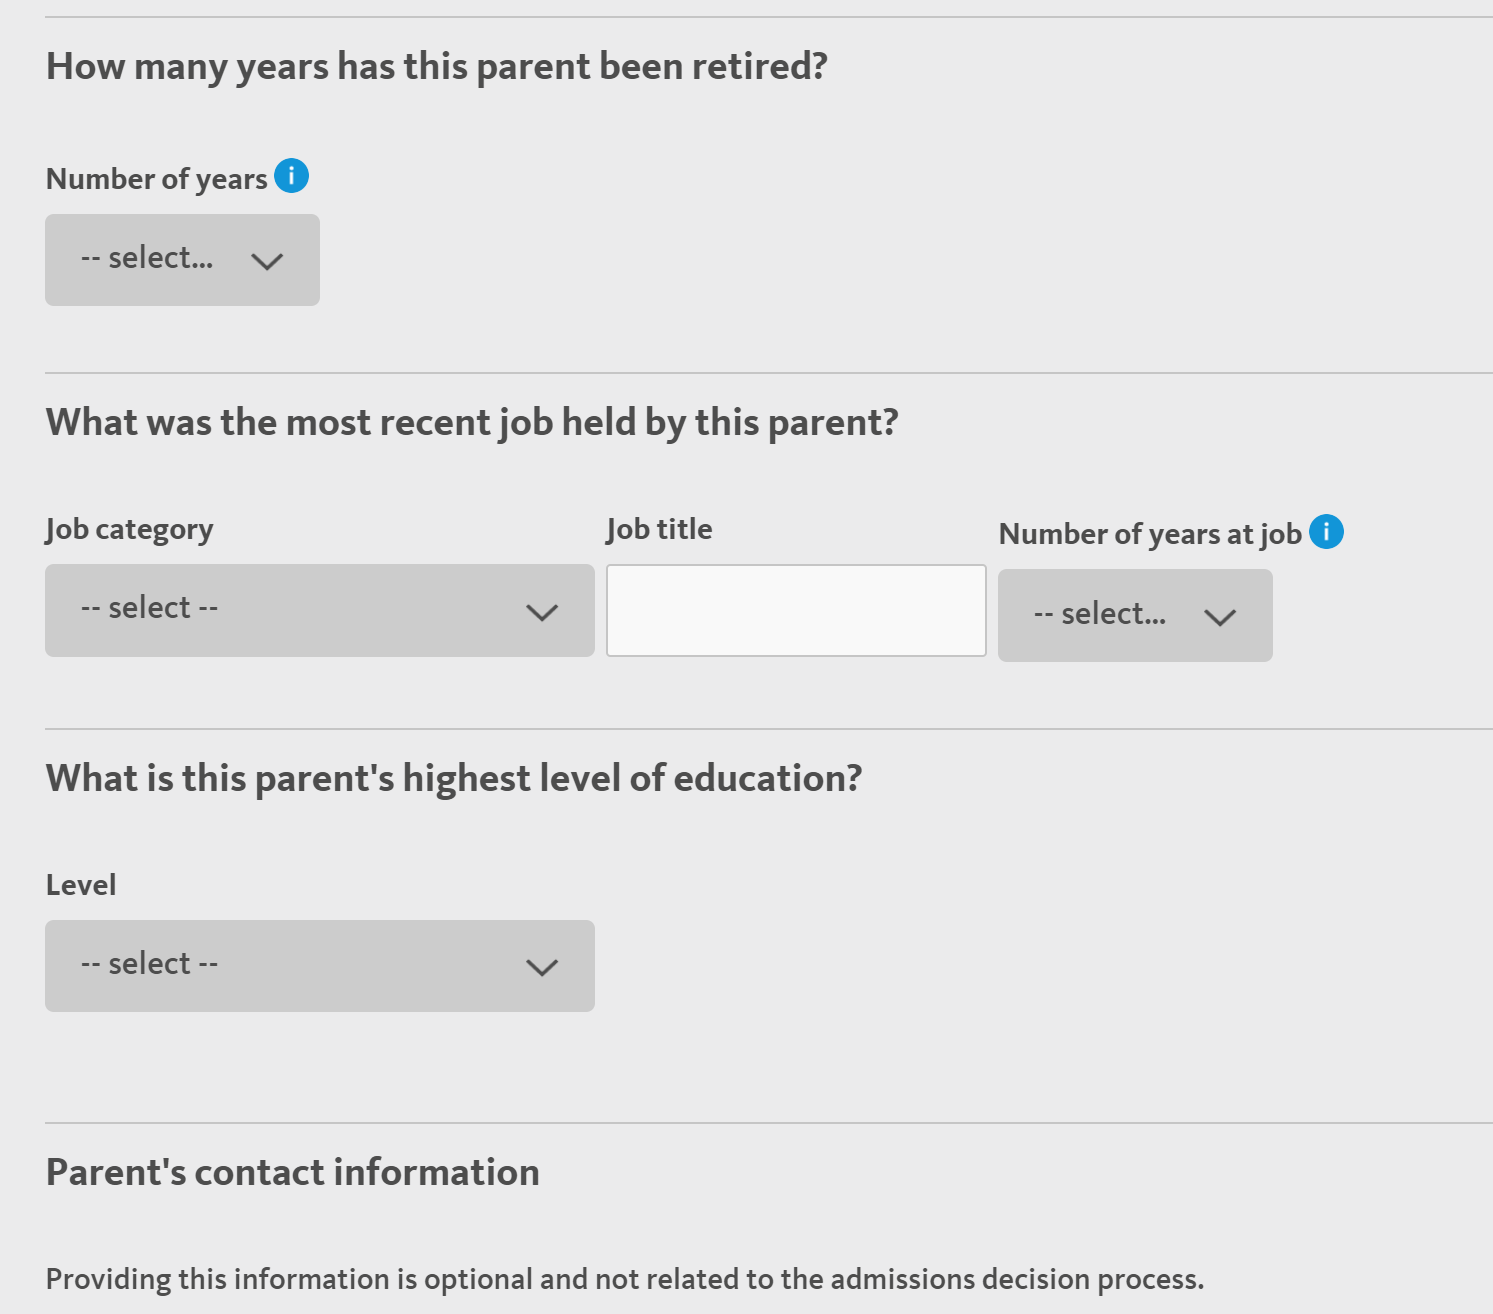 How many years has this parent been retired?
Number of years i
-- select...
What was the most recent job held by this parent?
Job category Job title Number of years at job i
-- select -- -- select...
What is this parent's highest level of education?
Level
-- select --
Parent's contact information
Providing this information is optional and not related to the admissions decision process.